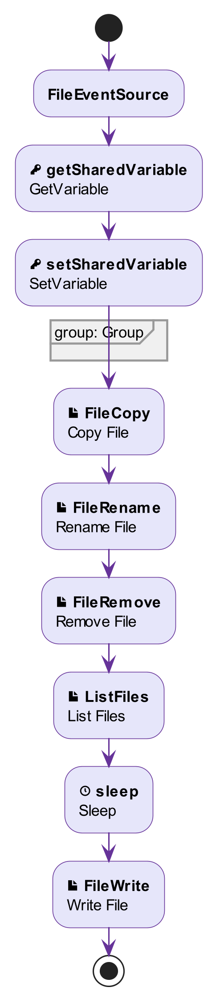 FileEventSource
getSharedVariable
GetVariable
setSharedVariable
SetVariable
group: Group
FileCopy
Copy File
FileRename
Rename File
FileRemove
Remove File
ListFiles
List Files
sleep
Sleep
FileWrite
Write File